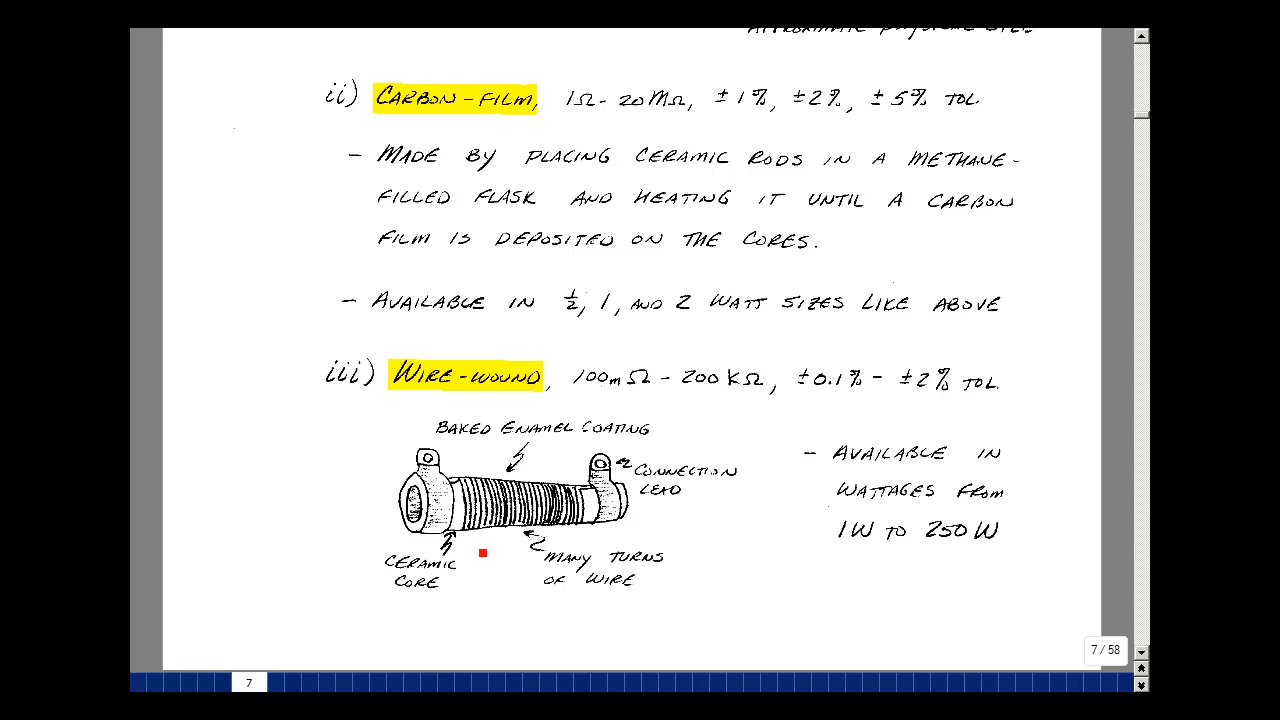 APPROXIMATE PHYSICAL SIZE
ii) CARBON-FILM, 1Ω - 20MΩ, ±1%, ±2%, ±5% TOL.
- MADE BY PLACING CERAMIC RODS IN A METHANE-
FILLED FLASK AND HEATING IT UNTIL A CARBON
FILM IS DEPOSITED ON THE CORES.
- AVAILABLE IN ½, 1, AND 2 WATT SIZES LIKE ABOVE
iii) WIRE-WOUND, 100mΩ - 200kΩ, ±0.1% - ±2% TOL.
BAKED ENAMEL COATING
CONNECTION
LEAD
CERAMIC
CORE
MANY TURNS
OF WIRE
- AVAILABLE IN
WATTAGES FROM
1W TO 250W
7 / 58
7